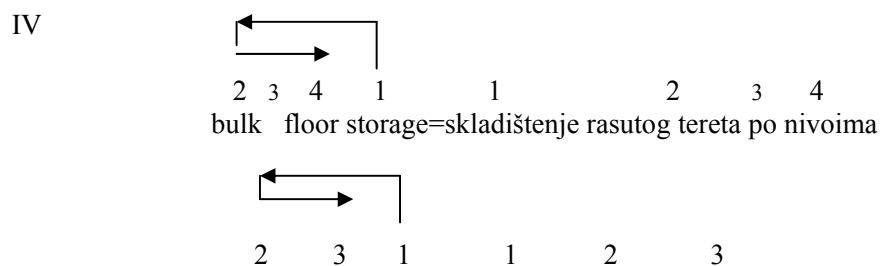 IV
2 3 4 1 1 2 3 4
bulk floor storage=skladištenje rasutog tereta po nivoima
2 3 1 1 2 3